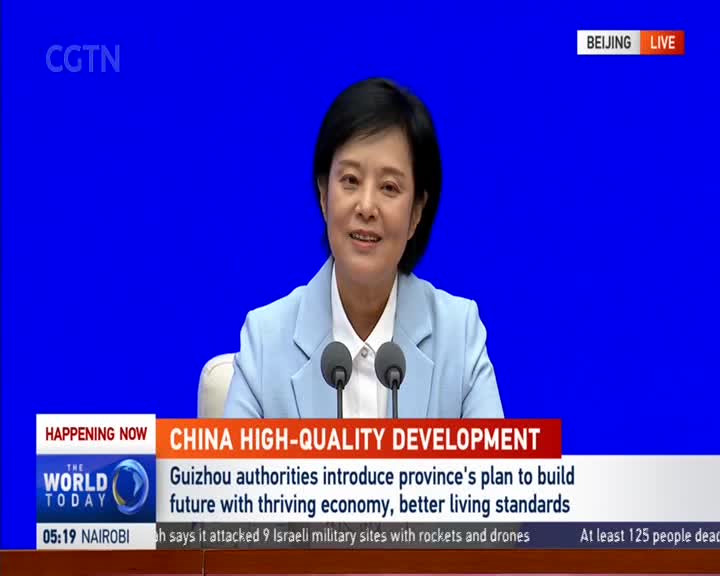 CGTN
BEIJING LIVE
HAPPENING NOW
CHINA HIGH-QUALITY DEVELOPMENT
THE WORLD TODAY
Guizhou authorities introduce province's plan to build
future with thriving economy, better living standards
05:19 NAIROBI
says it attacked 9 Israeli military sites with rockets and drones
At least 125 people